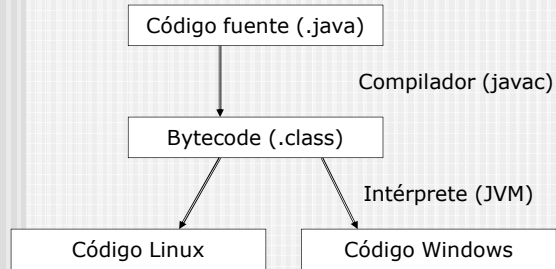 Código fuente (.java)
Compilador (javac)
Bytecode (.class)
Intérprete (JVM)
Código Linux
Código Windows